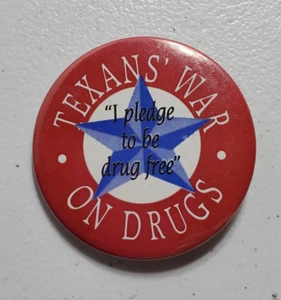 TEXANS' WAR
"I pledge
to be
drug free"
ON DRUGS